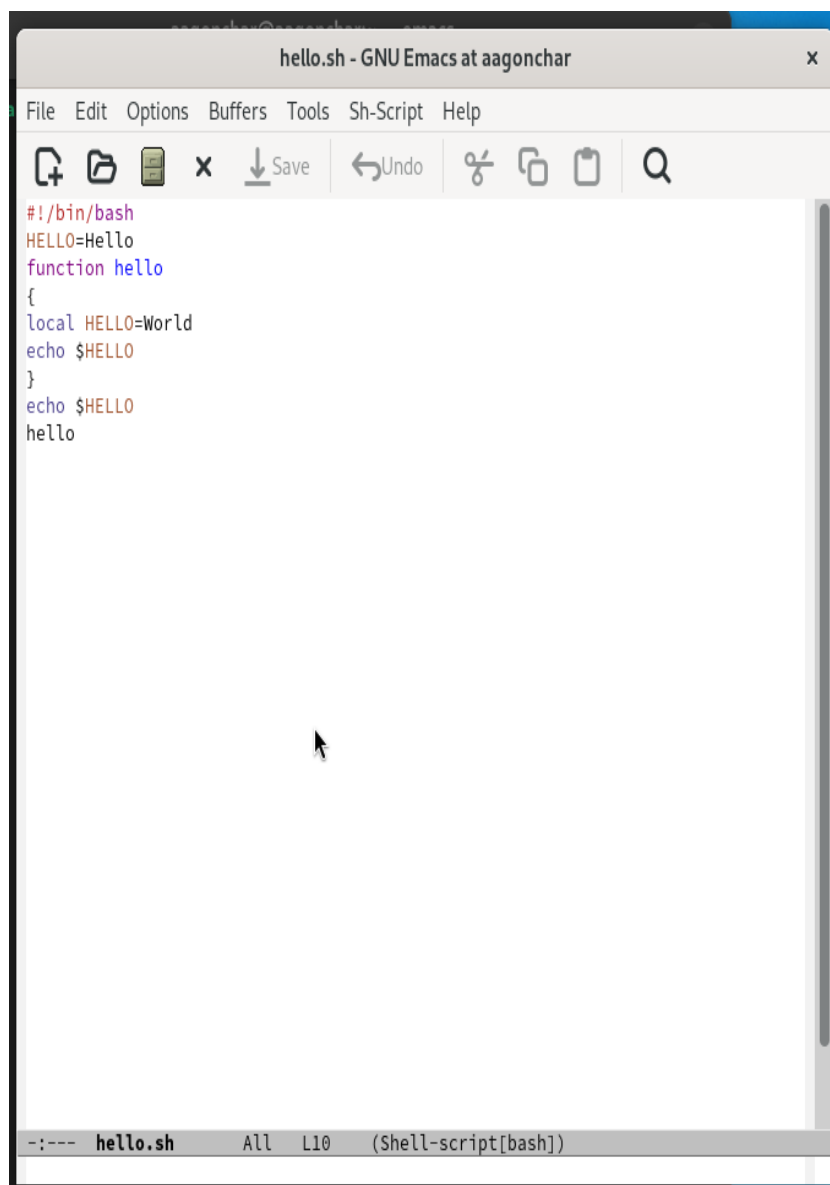 hello.sh - GNU Emacs at aagonchar
File Edit Options Buffers Tools Sh-Script Help
Save Undo
#!/bin/bash
HELLO=Hello
function hello
{
local HELLO=World
echo $HELLO
}
echo $HELLO
hello
-:--- hello.sh All L10 (Shell-script[bash])